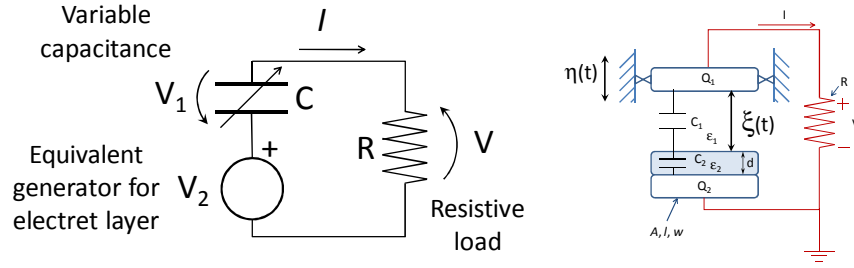 Variable
capacitance
I
V₁
C
+
Equivalent
generator for
electret layer
V₂
R
V
Resistive
load
I
η(t)
Q₁
R
+
C₁
ε₁
ξ(t)
C₂
ε₂
d
Q₂
A, l, w